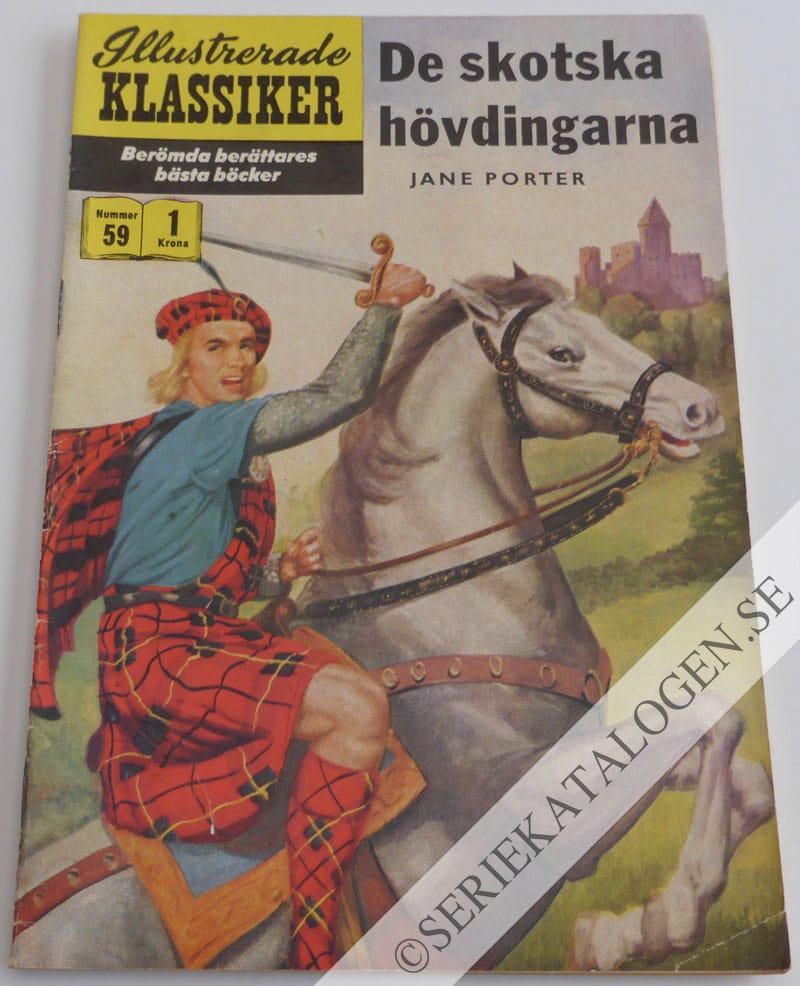 Illustrerade
KLASSIKER
Berömda berättares
bästa böcker
De skotska
hövdingarna
JANE PORTER
Nummer
59
1
Krona
©SERIEKATALOGEN.SE